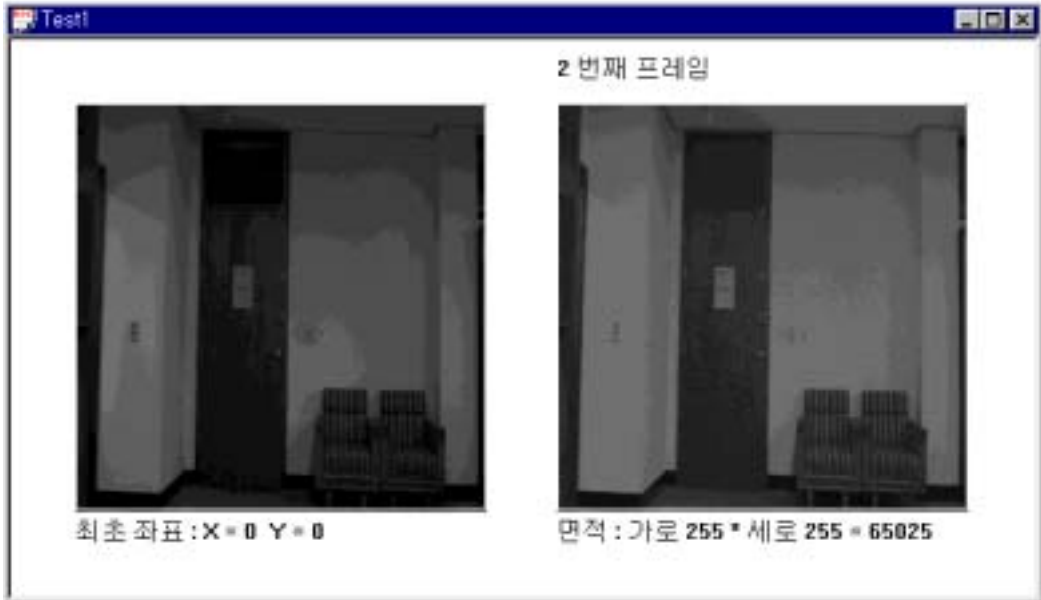 Test1
2 번째 프레임
최초 좌표 : X = 0 Y = 0
면적 : 가로 255 * 세로 255 = 65025